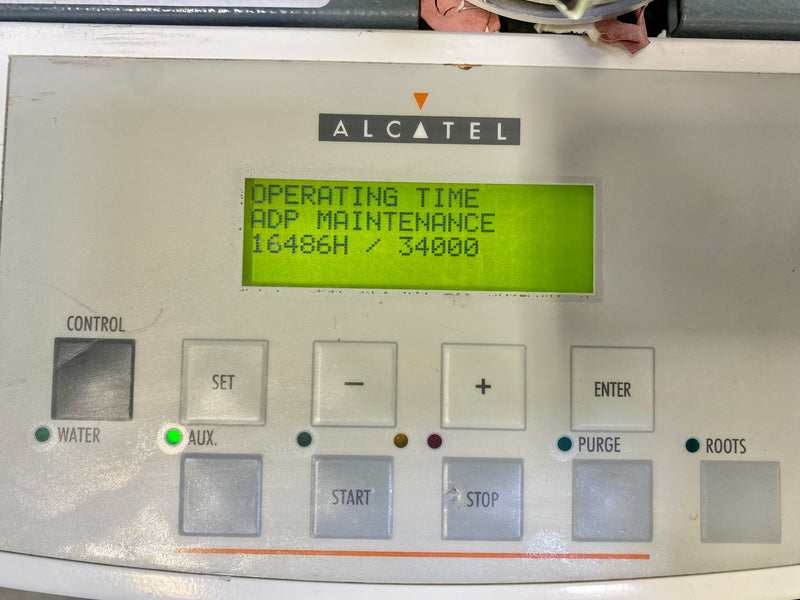 ALCATEL
OPERATING TIME
ADP MAINTENANCE
16486H / 34000
CONTROL
SET
−
+
ENTER
WATER
AUX.
PURGE
ROOTS
START
STOP